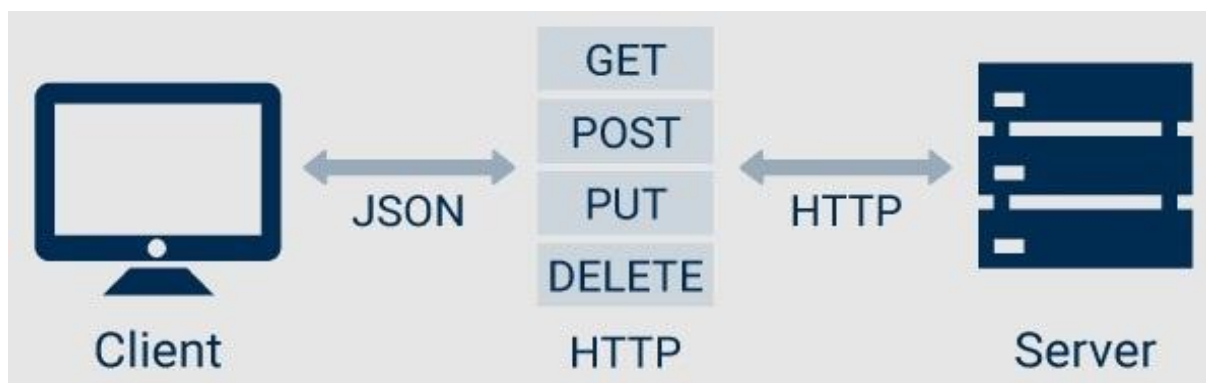 GET
POST
PUT
DELETE
JSON
HTTP
Client
HTTP
Server